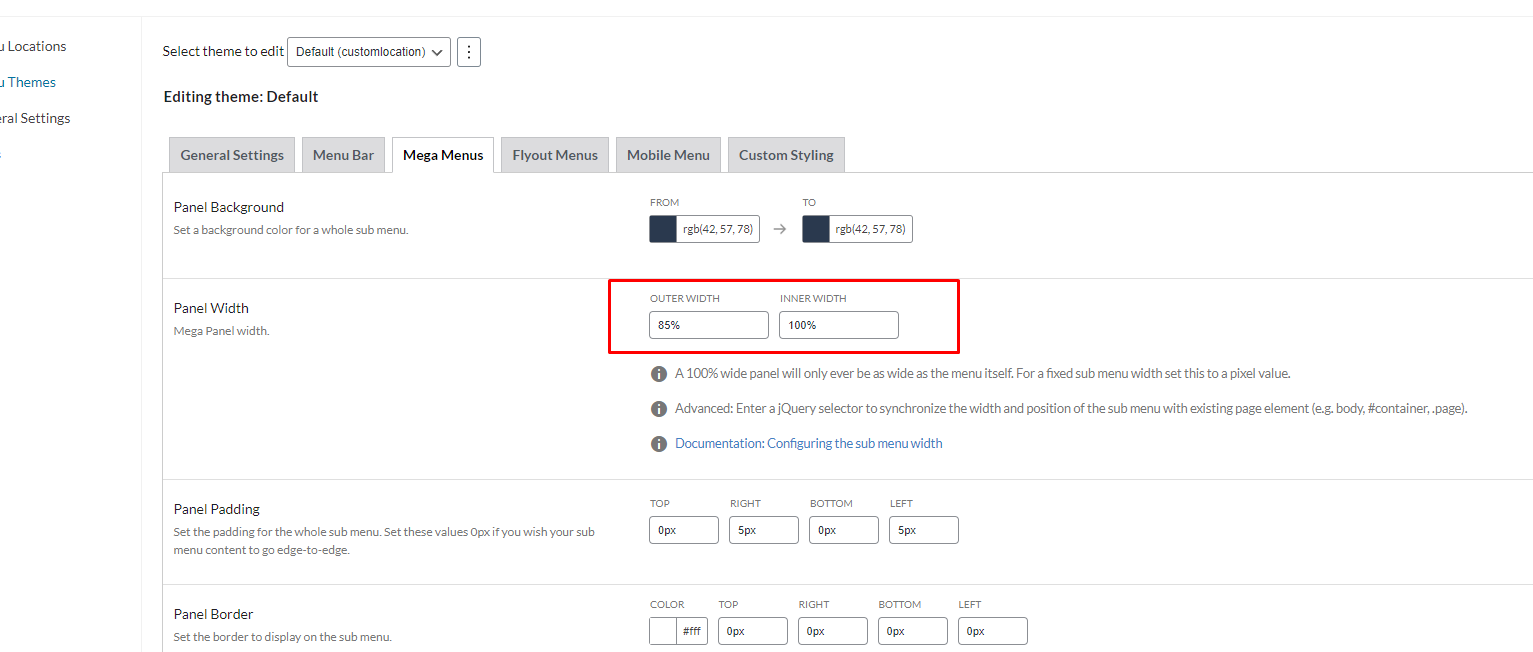 u Locations
u Themes
eral Settings
Select theme to edit Default (customlocation)
Editing theme: Default
General Settings Menu Bar Mega Menus Flyout Menus Mobile Menu Custom Styling
Panel Background
Set a background color for a whole sub menu.
FROM TO
rgb(42, 57, 78) → rgb(42, 57, 78)
Panel Width
Mega Panel width.
OUTER WIDTH INNER WIDTH
85% 100%
A 100% wide panel will only ever be as wide as the menu itself. For a fixed sub menu width set this to a pixel value.
Advanced: Enter a jQuery selector to synchronize the width and position of the sub menu with existing page element (e.g. body, #container, .page).
Documentation: Configuring the sub menu width
Panel Padding
Set the padding for the whole sub menu. Set these values 0px if you wish your sub
menu content to go edge-to-edge.
TOP RIGHT BOTTOM LEFT
0px 5px 0px 5px
Panel Border
Set the border to display on the sub menu.
COLOR TOP RIGHT BOTTOM LEFT
#fff 0px 0px 0px 0px